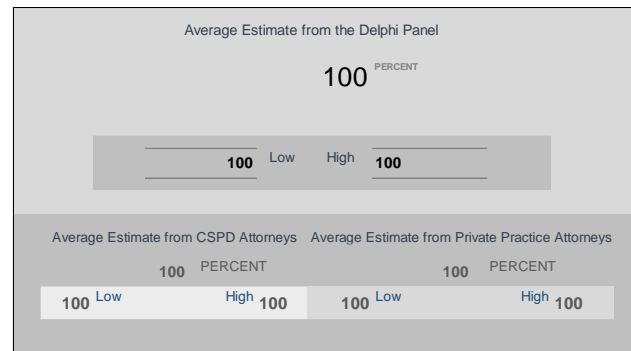 Average Estimate from the Delphi Panel
100 PERCENT
100 Low High 100
Average Estimate from CSPD Attorneys Average Estimate from Private Practice Attorneys
100 PERCENT 100 PERCENT
100 Low High 100 100 Low High 100